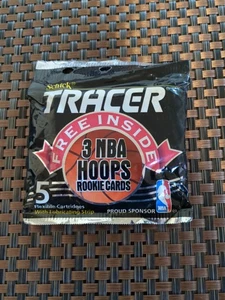 Schick
TRACER
FREE INSIDE
3 NBA
HOOPS
ROOKIE CARDS
5
Flexible Cartridges
With Lubricating Strip
PROUD SPONSOR
NBA